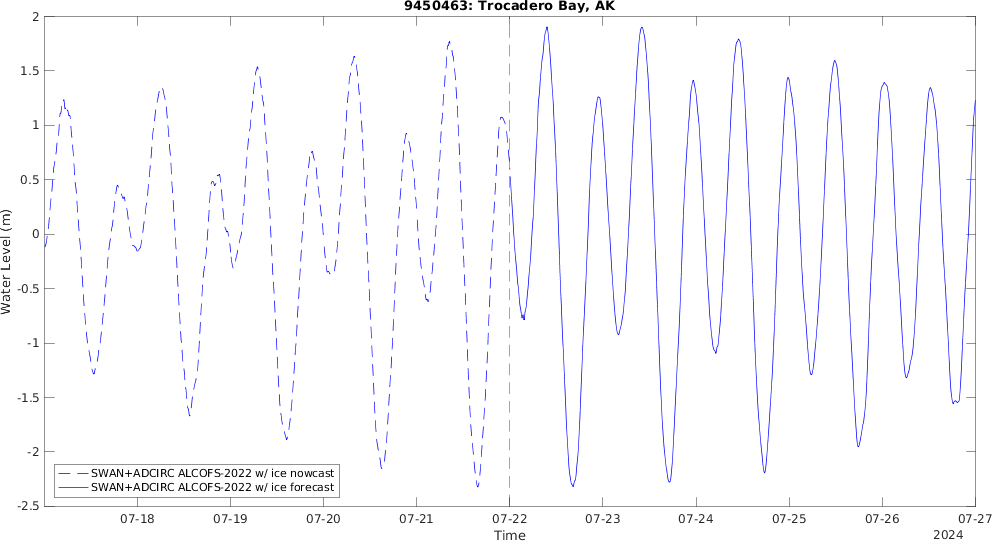 9450463: Trocadero Bay, AK
Water Level (m)
2
1.5
1
0.5
0
-0.5
-1
-1.5
-2
-2.5
SWAN+ADCIRC ALCOFS-2022 w/ ice nowcast
SWAN+ADCIRC ALCOFS-2022 w/ ice forecast
07-18 07-19 07-20 07-21 07-22 07-23 07-24 07-25 07-26 07-27
Time
2024